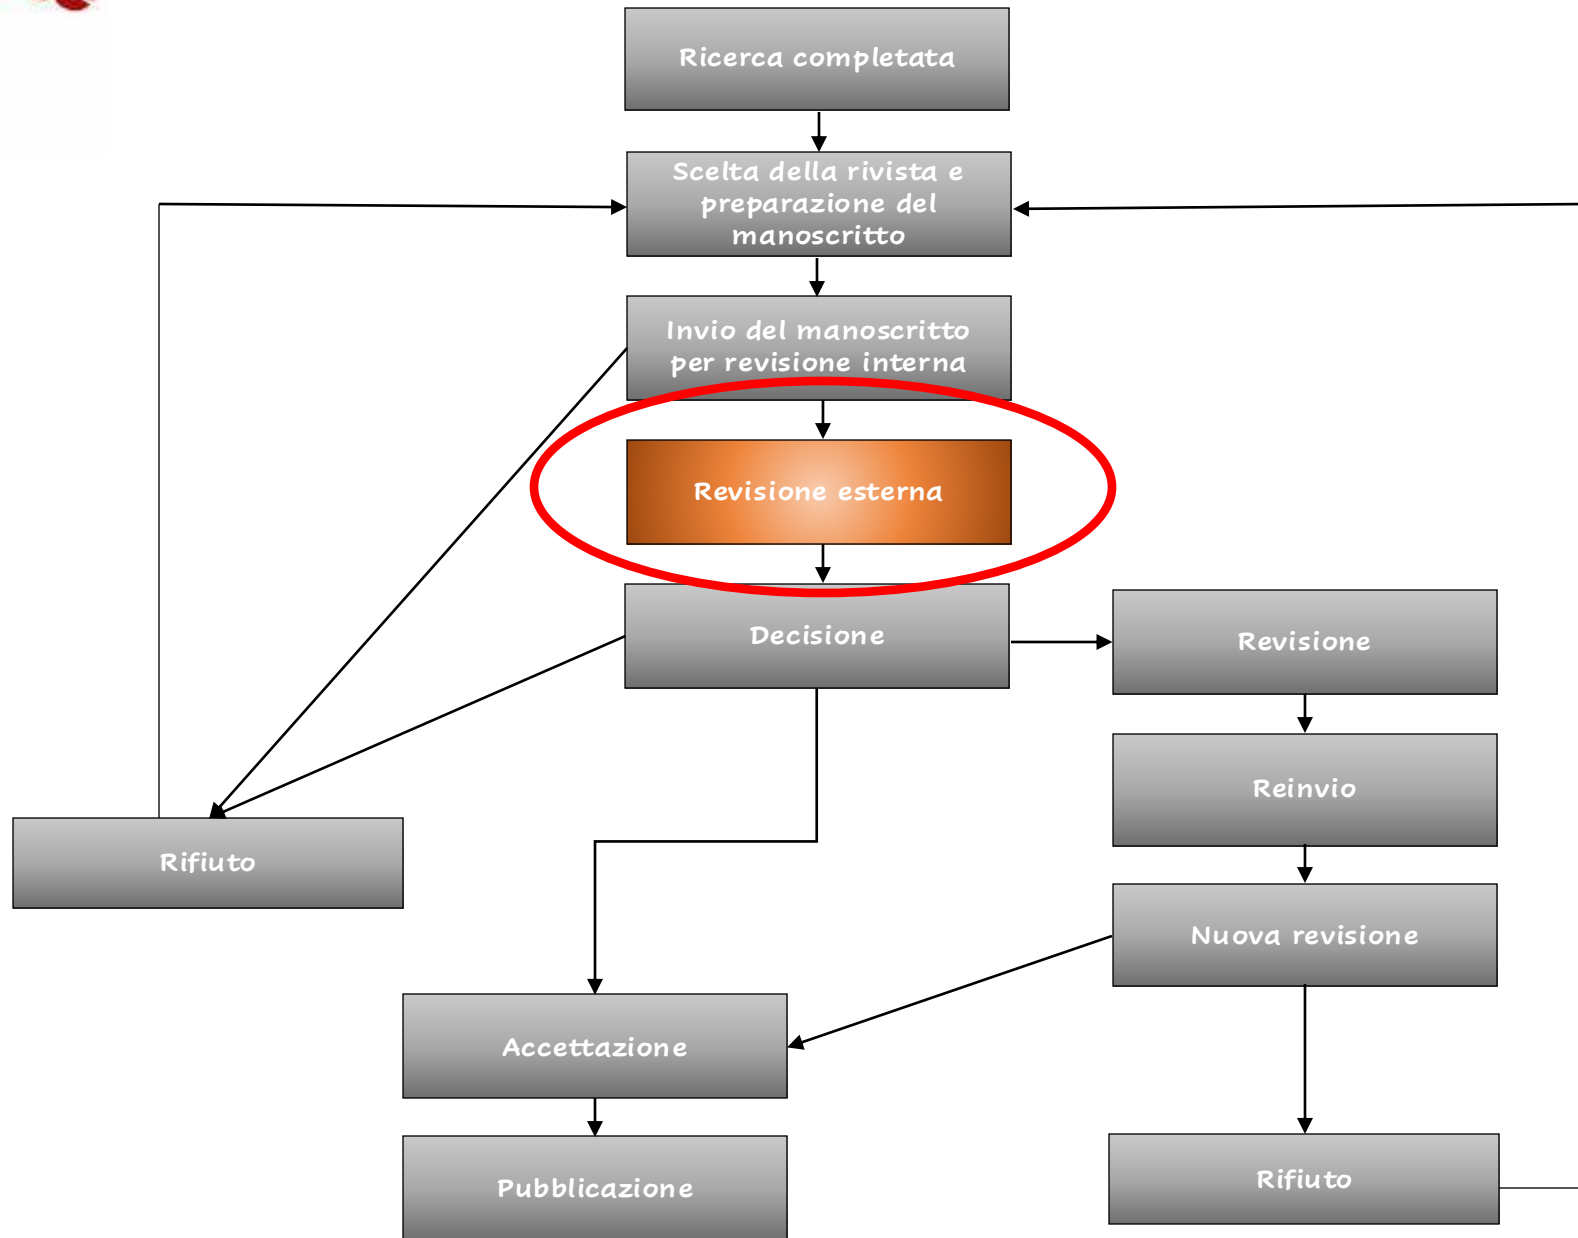 Ricerca completata
Scelta della rivista e
preparazione del
manoscritto
Invio del manoscritto
per revisione interna
Revisione esterna
Decisione
Revisione
Reinvio
Rifiuto
Nuova revisione
Accettazione
Pubblicazione
Rifiuto